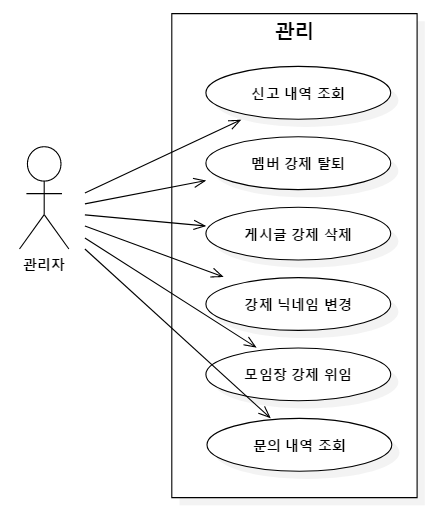 관리
신고 내역 조회
멤버 강제 탈퇴
게시글 강제 삭제
관리자
강제 닉네임 변경
모임장 강제 위임
문의 내역 조회